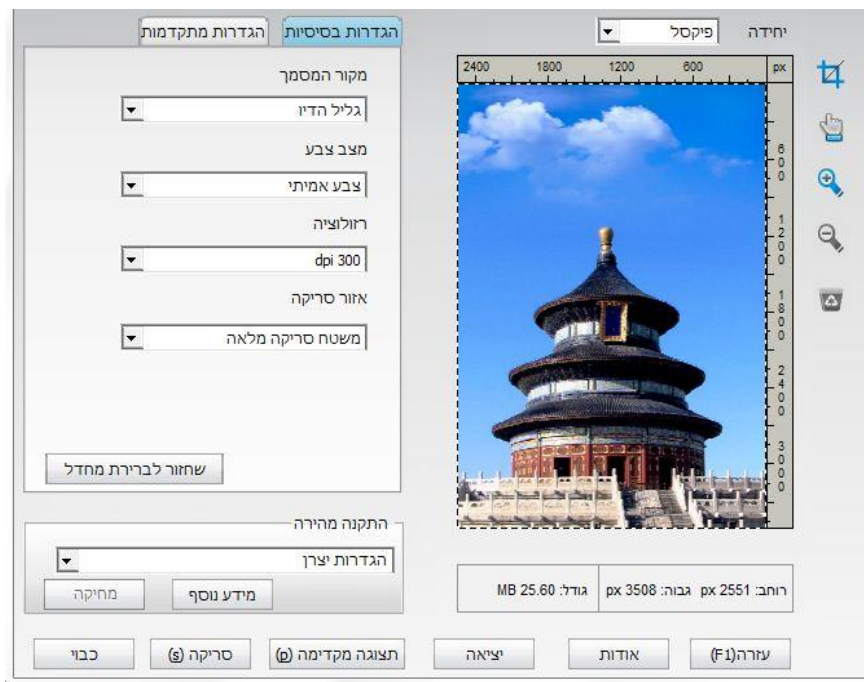 יחידה פיקסל
הגדרות בסיסיות הגדרות מתקדמות
px 600 1200 1800 2400
600
1200
1800
2400
3000
מקור המסמך
גליל הדיו
מצב צבע
צבע אמיתי
רזולוציה
300 dpi
אזור סריקה
משטח סריקה מלאה
שחזור לברירת מחדל
התקנה מהירה
הגדרות יצרן
מידע נוסף מחיקה
רוחב: 2551 px גבוה: 3508 px גודל: 25.60 MB
עזרה(F1) אודות יציאה תצוגה מקדימה (p) סריקה (s) כבוי